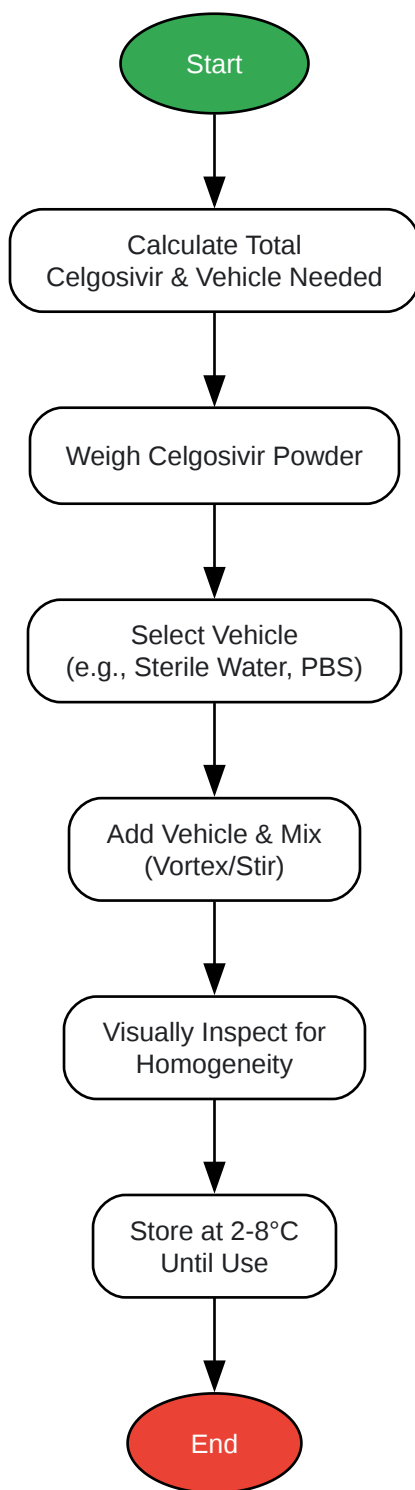 Start
Calculate Total
Celgosivir & Vehicle Needed
Weigh Celgosivir Powder
Select Vehicle
(e.g., Sterile Water, PBS)
Add Vehicle & Mix
(Vortex/Stir)
Visually Inspect for
Homogeneity
Store at 2-8°C
Until Use
End